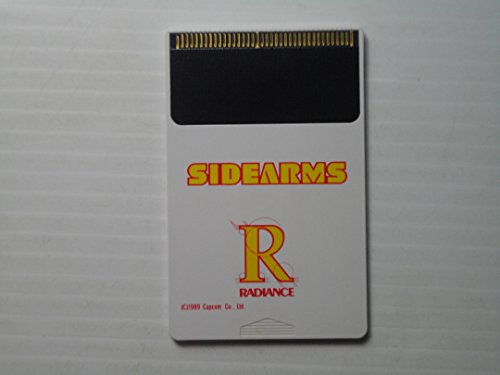 SIDEARMS
R
RADIANCE
(C)1989 Capcom Co., Ltd.